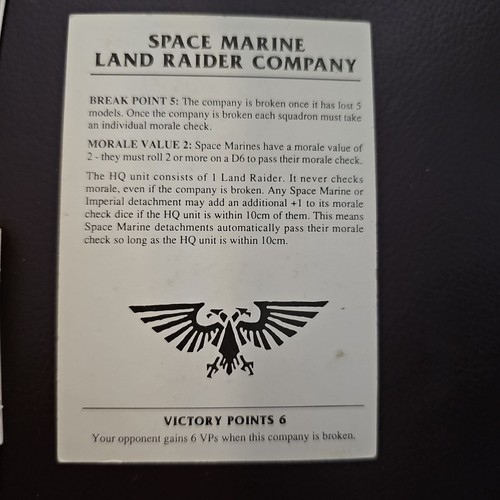 SPACE MARINE
LAND RAIDER COMPANY
BREAK POINT 5: The company is broken once it has lost 5
models. Once the company is broken each squadron must take
an individual morale check.
MORALE VALUE 2: Space Marines have a morale value of
2 - they must roll 2 or more on a D6 to pass their morale check.
The HQ unit consists of 1 Land Raider. It never checks
morale, even if the company is broken. Any Space Marine or
Imperial detachment may add an additional +1 to its morale
check dice if the HQ unit is within 10cm of them. This means
Space Marine detachments automatically pass their morale
check so long as the HQ unit is within 10cm.
VICTORY POINTS 6
Your opponent gains 6 VPs when this company is broken.